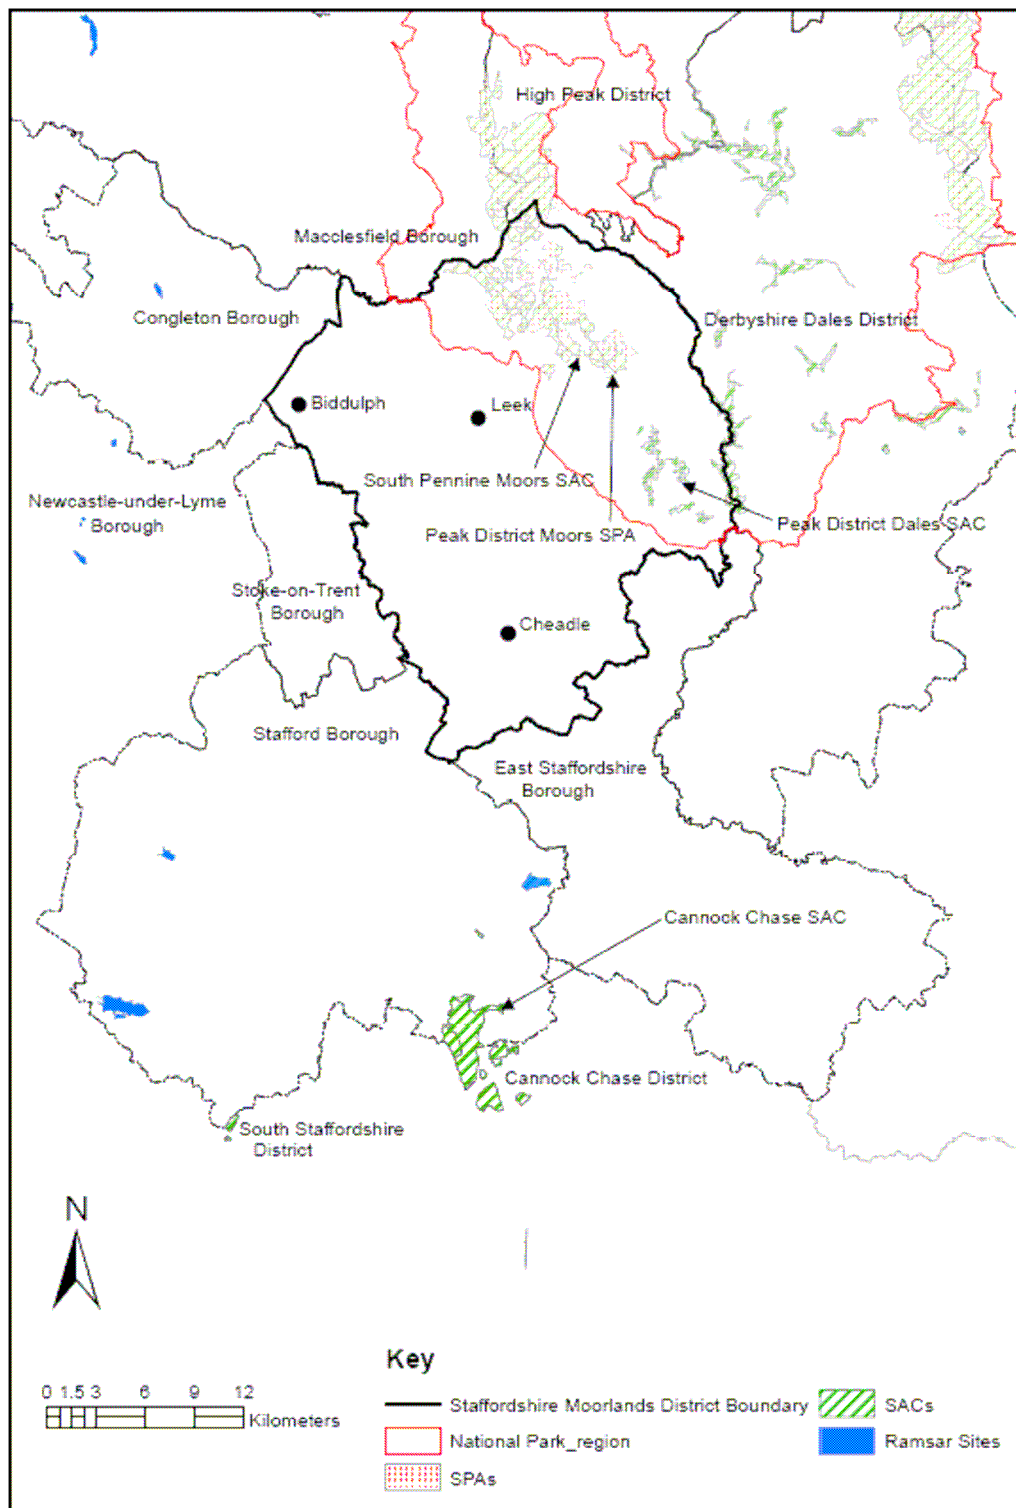 High Peak District
Macclesfield Borough
Congleton Borough
Derbyshire Dales District
Biddulph
Leek
South Pennine Moors SAC
Newcastle-under-Lyme
Borough
Peak District Moors SPA
Peak District Dales SAC
Stoke-on-Trent
Borough
Cheadle
Stafford Borough
East Staffordshire
Borough
Cannock Chase SAC
Cannock Chase District
South Staffordshire
District
N
Key
0 1.5 3 6 9 12
Kilometers
Staffordshire Moorlands District Boundary
SACs
National Park_region
Ramsar Sites
SPAs